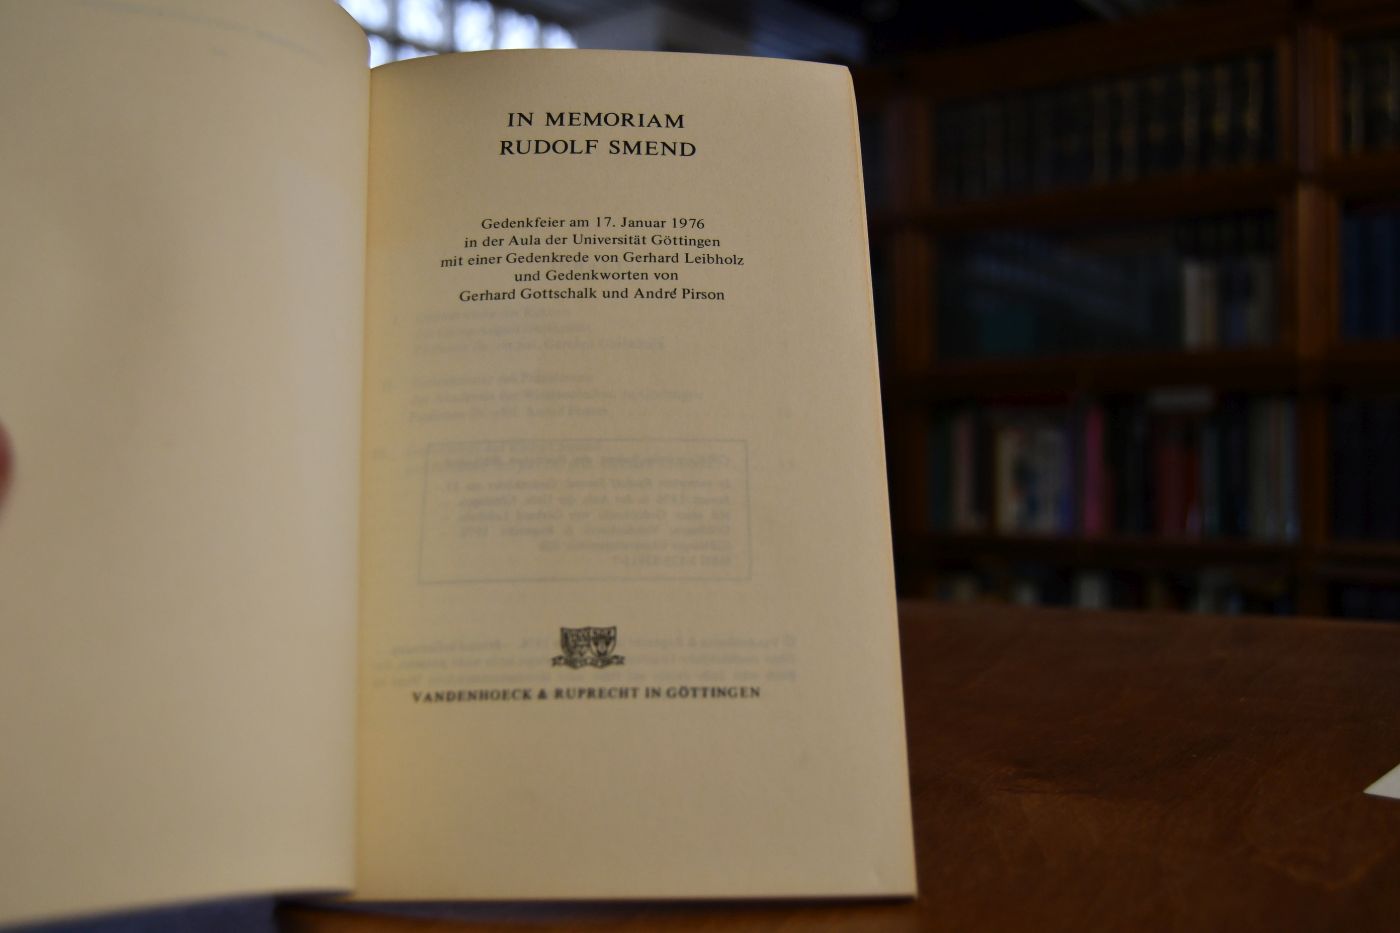 IN MEMORIAM
RUDOLF SMEND
Gedenkfeier am 17. Januar 1976
in der Aula der Universität Göttingen
mit einer Gedenkrede von Gerhard Leibholz
und Gedenkworten von
Gerhard Gottschalk und André Pirson
VANDENHOECK & RUPRECHT IN GÖTTINGEN